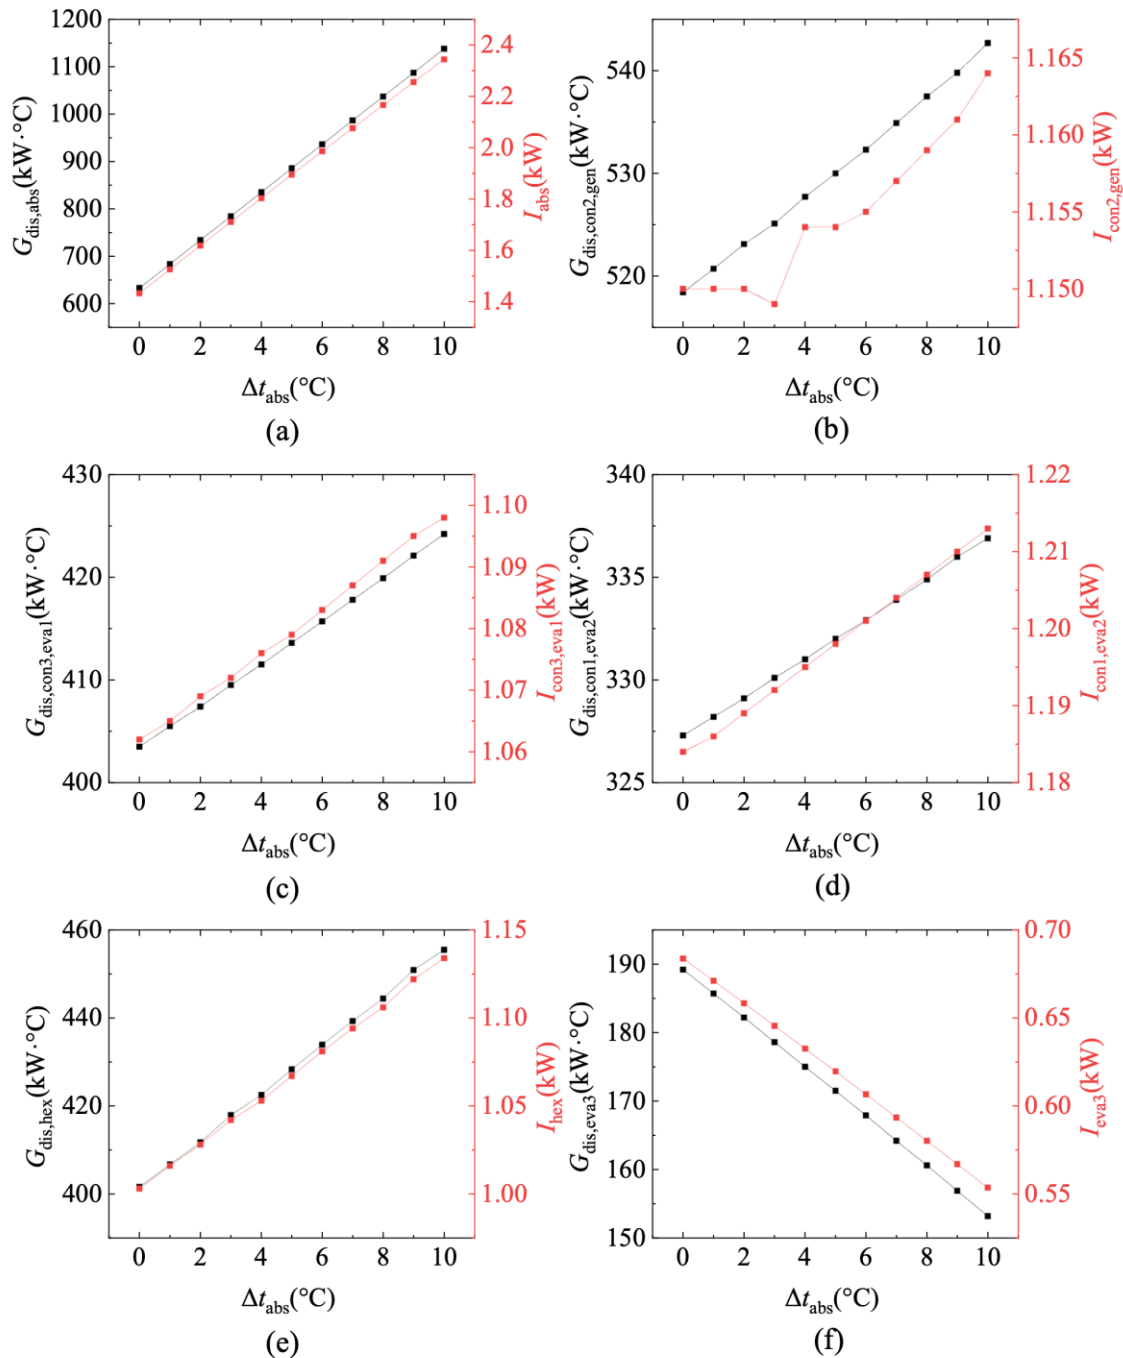 1200
1100
1000
900
800
700
600
G_dis,abs(kW·°C)
2.4
2.2
2.0
1.8
1.6
1.4
I_abs(kW)
0 2 4 6 8 10
Δt_abs(°C)
(a)
540
530
520
G_dis,con2,gen(kW·°C)
1.165
1.160
1.155
1.150
I_con2,gen(kW)
0 2 4 6 8 10
Δt_abs(°C)
(b)
430
420
410
400
G_dis,con3,eva1(kW·°C)
1.10
1.09
1.08
1.07
1.06
I_con3,eva1(kW)
0 2 4 6 8 10
Δt_abs(°C)
(c)
340
335
330
325
G_dis,con1,eva2(kW·°C)
1.22
1.21
1.20
1.19
1.18
I_con1,eva2(kW)
0 2 4 6 8 10
Δt_abs(°C)
(d)
460
440
420
400
G_dis,hex(kW·°C)
1.15
1.10
1.05
1.00
I_hex(kW)
0 2 4 6 8 10
Δt_abs(°C)
(e)
190
180
170
160
150
G_dis,eva3(kW·°C)
0.70
0.65
0.60
0.55
I_eva3(kW)
0 2 4 6 8 10
Δt_abs(°C)
(f)